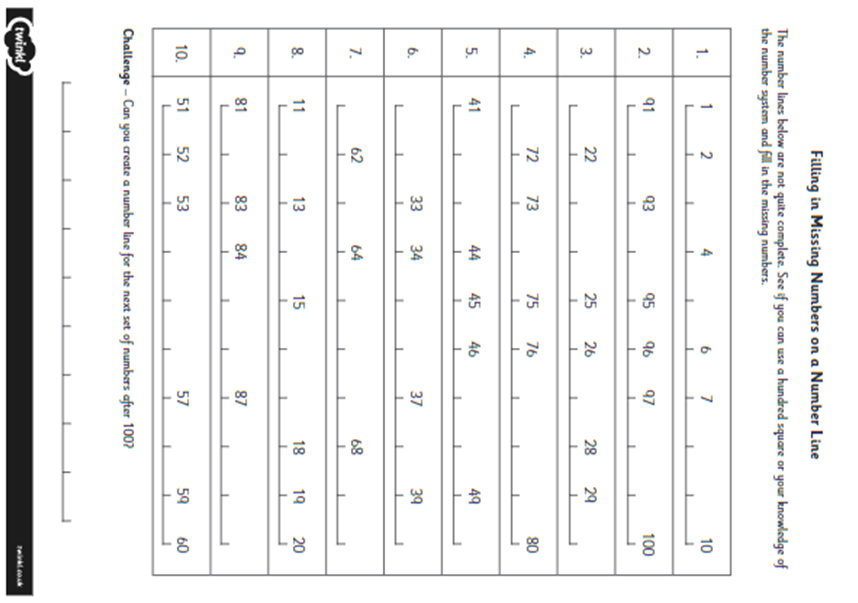 Filling in Missing Numbers on a Number Line
The number lines below are not quite complete. See if you can use a hundred square or your knowledge of
the number system and fill in the missing numbers.
1. 1 2 4 6 7 10
2. 91 93 95 96 97 100
3. 22 25 26 28 29
4. 72 73 75 76 80
5. 41 44 45 46 49
6. 33 34 37 39
7. 62 64 68
8. 11 13 15 18 19 20
9. 81 83 84 87
10. 51 52 53 57 59 60
Challenge – Can you create a number line for the next set of numbers after 100?
twinkl
twinkl.co.uk